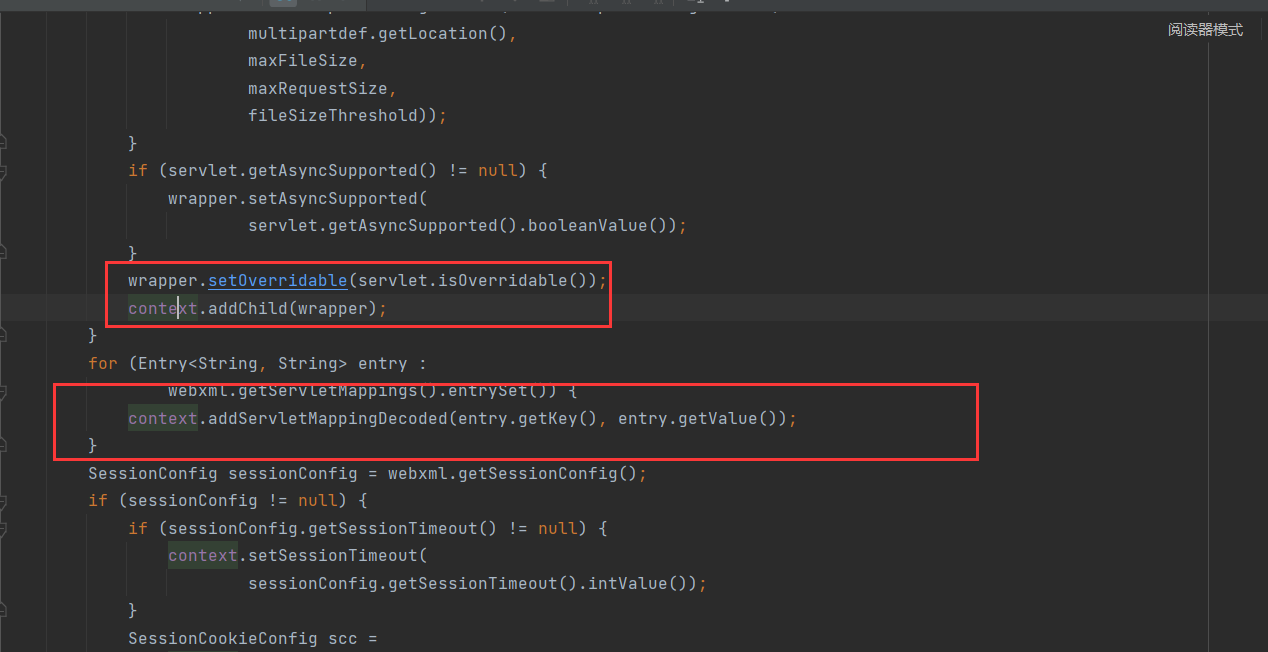 阅读器模式
multipartdef.getLocation(),
maxFileSize,
maxRequestSize,
fileSizeThreshold));
}
if (servlet.getAsyncSupported() != null) {
wrapper.setAsyncSupported(
servlet.getAsyncSupported().booleanValue());
}
wrapper.setOverridable(servlet.isOverridable());
context.addChild(wrapper);
}
for (Entry<String, String> entry :
webxml.getServletMappings().entrySet()) {
context.addServletMappingDecoded(entry.getKey(), entry.getValue());
}
SessionConfig sessionConfig = webxml.getSessionConfig();
if (sessionConfig != null) {
if (sessionConfig.getSessionTimeout() != null) {
context.setSessionTimeout(
sessionConfig.getSessionTimeout().intValue());
}
SessionCookieConfig scc =